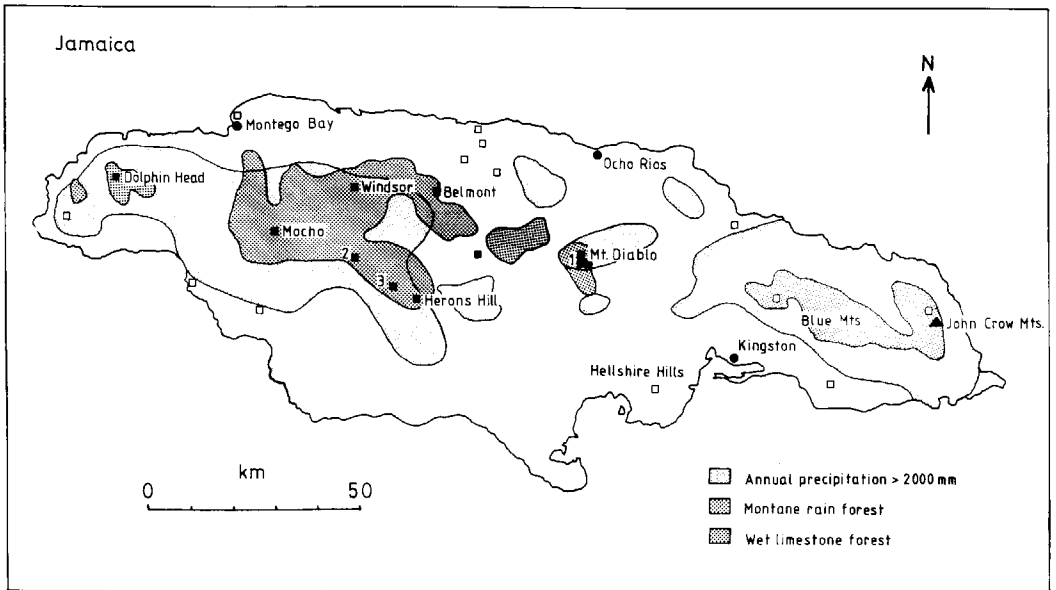 Jamaica
N
Montego Bay
Ocho Rios
Dolphin Head
Windsor
Belmont
Mocho
2
1
Mt. Diablo
3
Herons Hill
Blue Mts
John Crow Mts.
Kingston
Hellshire Hills
km
0 50
Annual precipitation > 2000 mm
Montane rain forest
Wet limestone forest